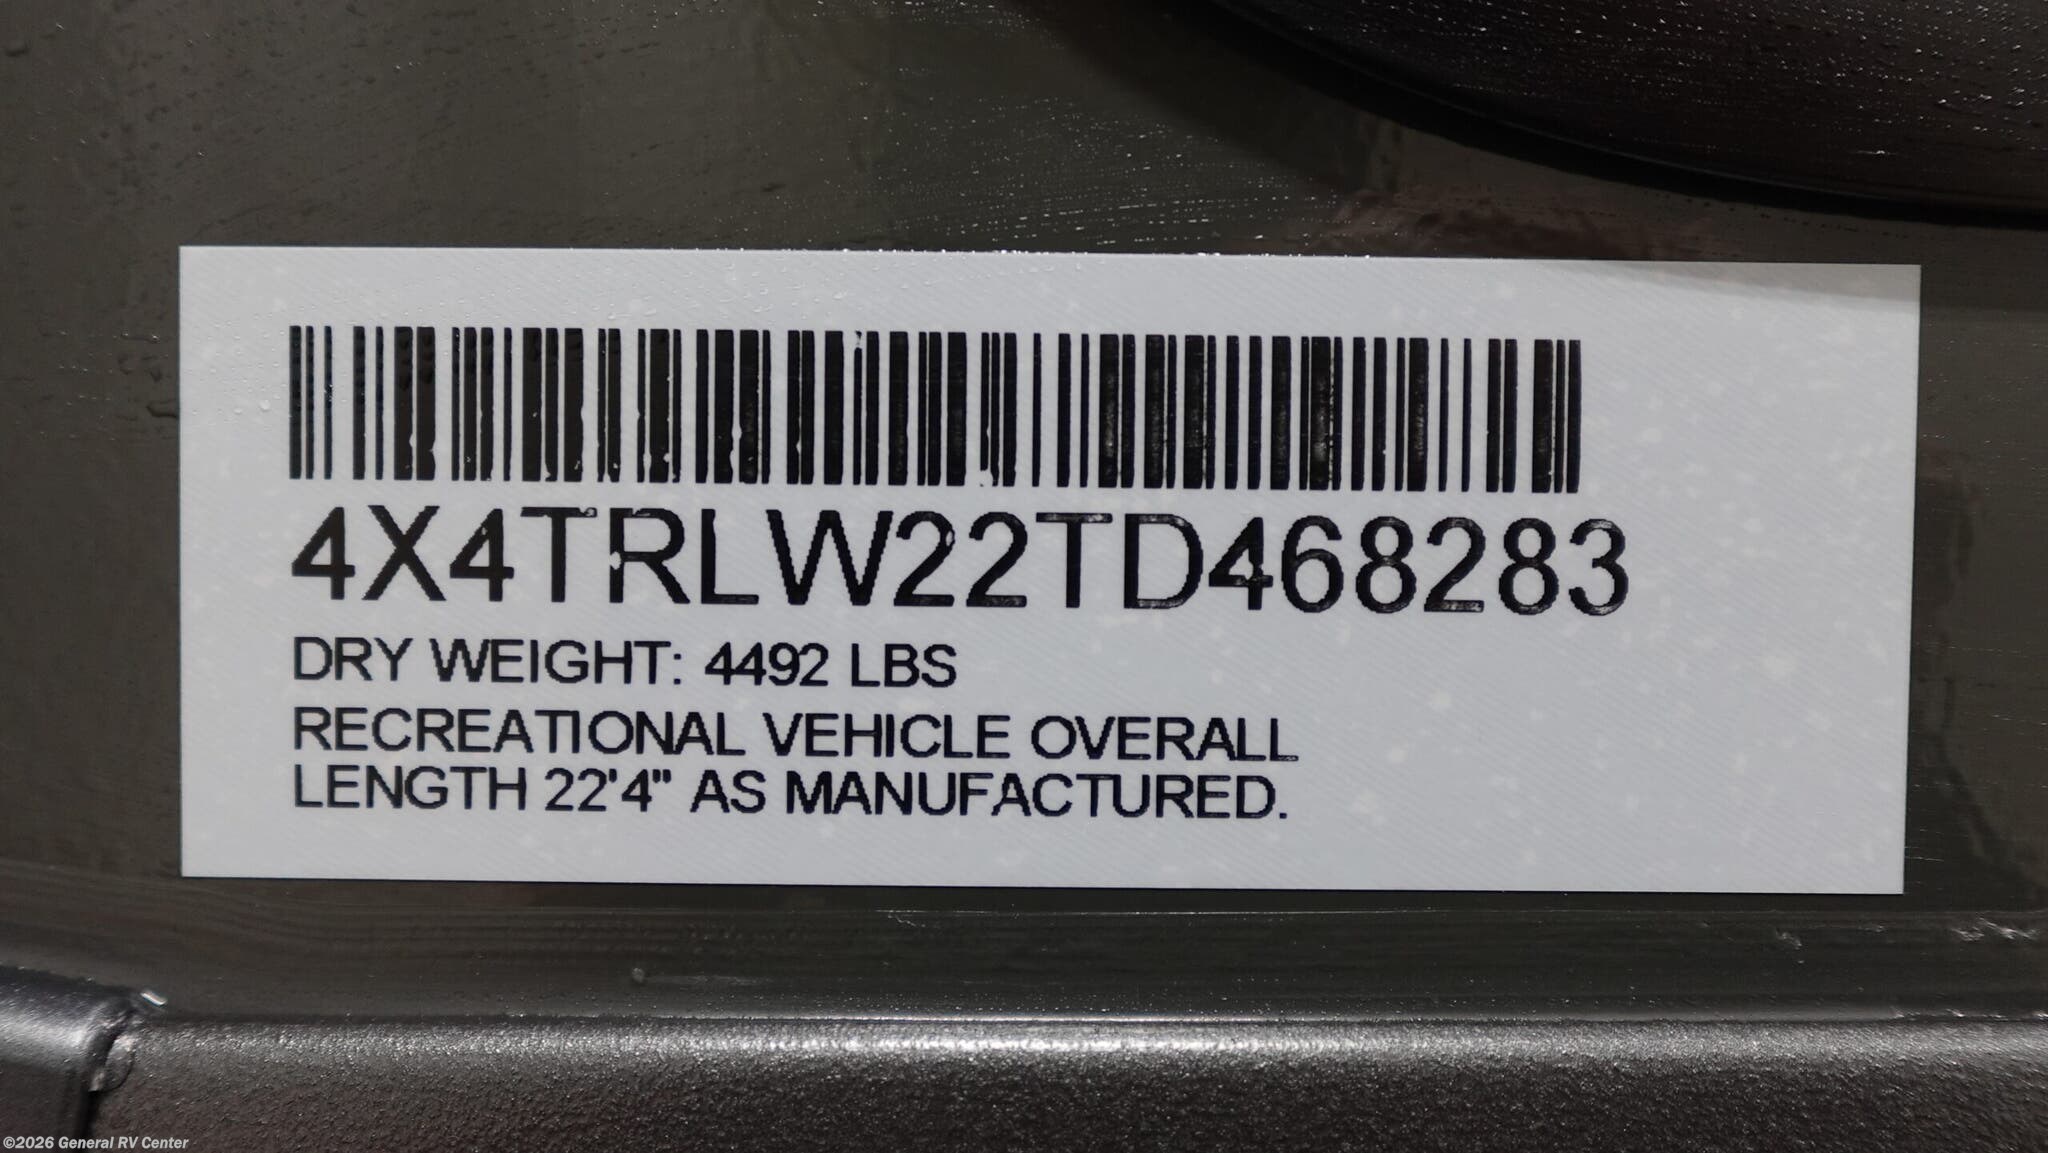 4X4TRLW22TD468283
DRY WEIGHT: 4492 LBS
RECREATIONAL VEHICLE OVERALL
LENGTH 22'4" AS MANUFACTURED.
©2026 General RV Center